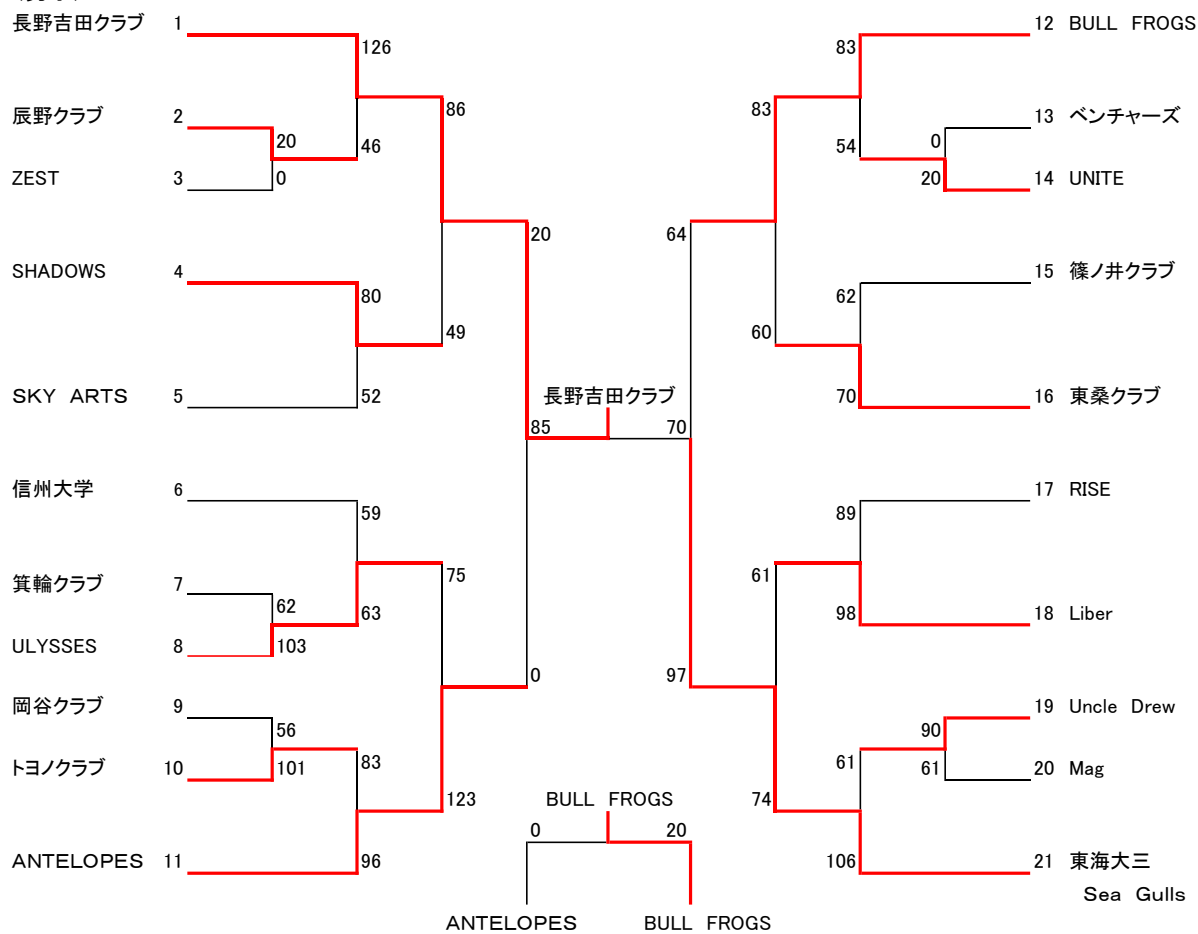 長野吉田クラブ 1 126 83 12 BULL FROGS
辰野クラブ 2 20 46 86 83 54 0 13 ベンチャーズ
ZEST 3 0 20 14 UNITE
20 64
SHADOWS 4 80 49 60 62 15 篠ノ井クラブ
SKY ARTS 5 52 長野吉田クラブ 70 16 東桑クラブ
85 70
信州大学 6 59 89 17 RISE
箕輪クラブ 7 62 63 75 61 98 18 Liber
ULYSSES 8 103
0 97
岡谷クラブ 9 56 90 19 Uncle Drew
トヨノクラブ 10 101 83 61 61 20 Mag
123 BULL FROGS 74
0 20
ANTELOPES 11 96 106 21 東海大三
Sea Gulls
ANTELOPES BULL FROGS